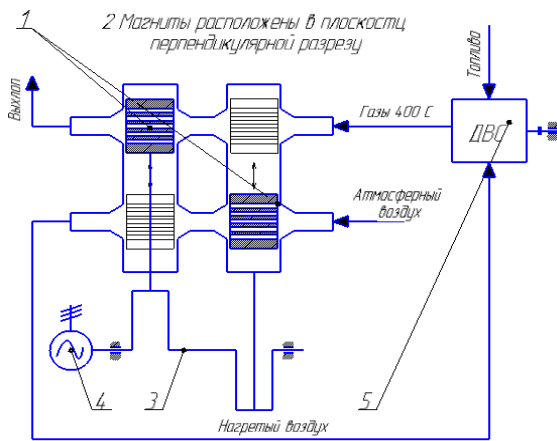 1
2 Магниты расположены в плоскости
перпендикулярной разрезу
Выхлоп
Топливо
Газы 400 С
ДВС
Атмосферный
воздух
4
3
5
Нагретый воздух